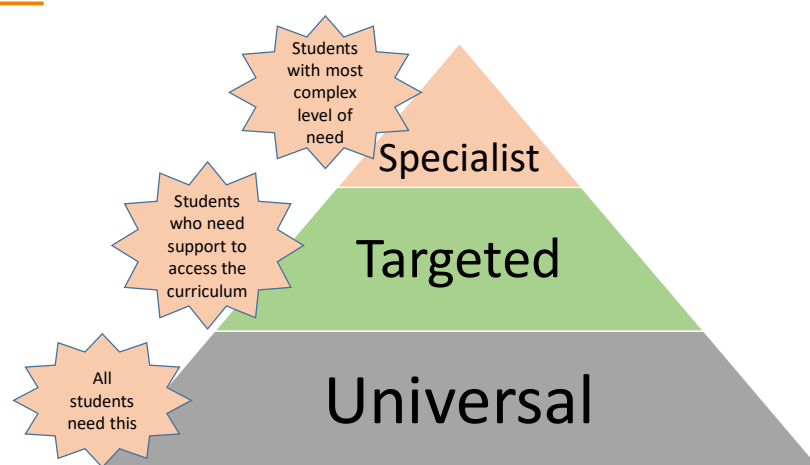 Students
with most
complex
level of
need
Specialist
Students
who need
support to
access the
curriculum
Targeted
All
students
need this
Universal